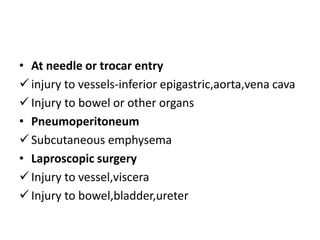 • At needle or trocar entry
✓ injury to vessels-inferior epigastric,aorta,vena cava
✓ Injury to bowel or other organs
• Pneumoperitoneum
✓ Subcutaneous emphysema
• Laproscopic surgery
✓ Injury to vessel,viscera
✓ Injury to bowel,bladder,ureter